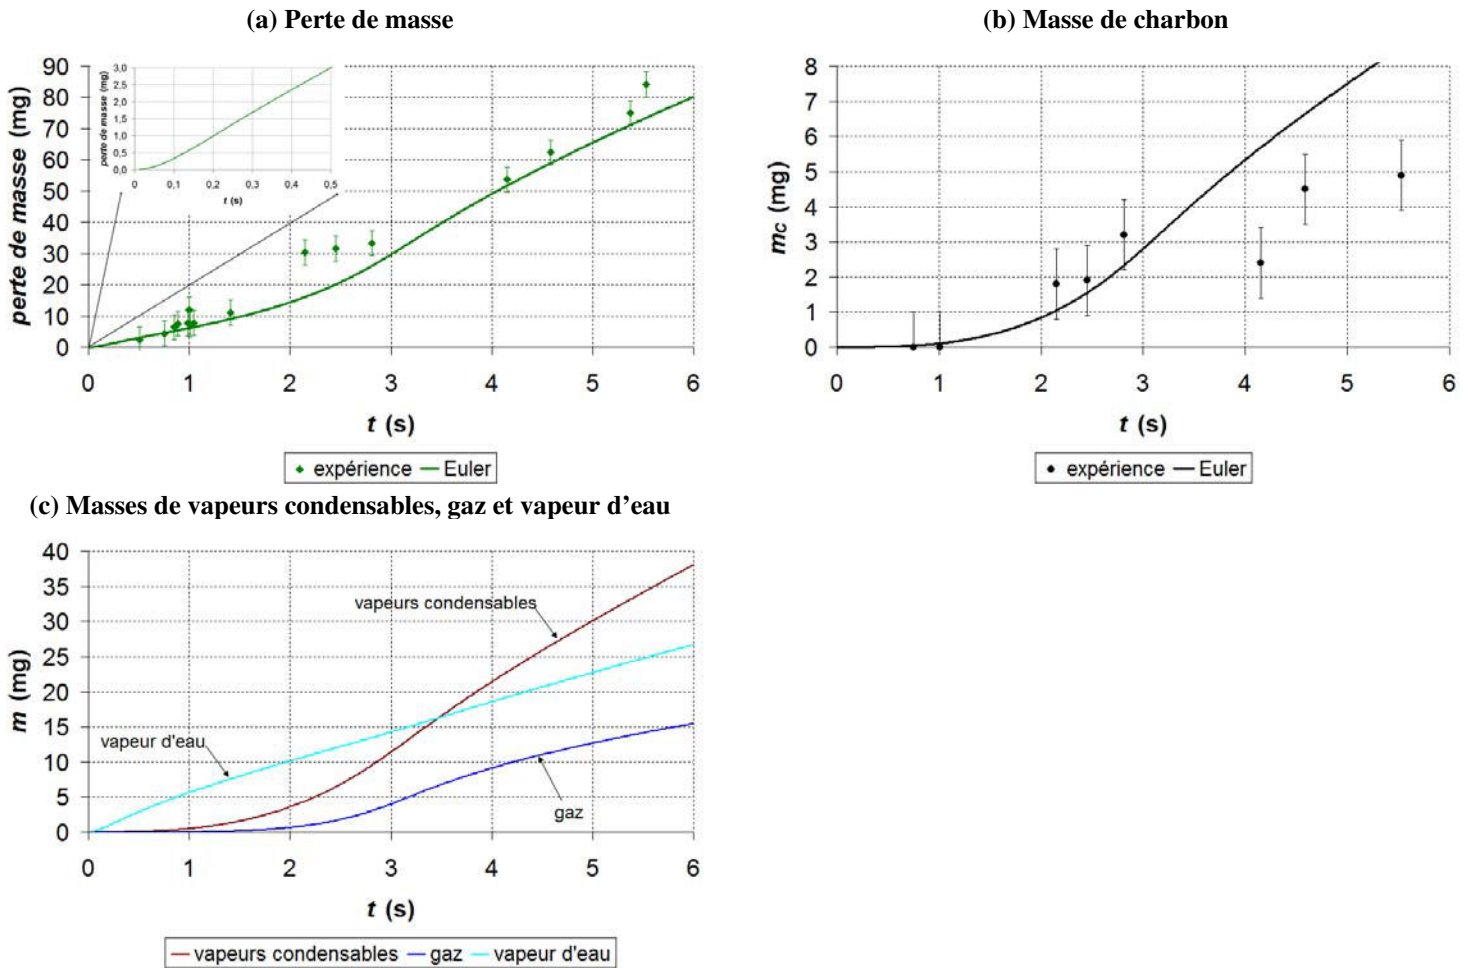 (a) Perte de masse
(b) Masse de charbon
perte de masse (mg)
90
80
70
60
50
40
30
20
10
0
0 1 2 3 4 5 6
t (s)
perte de masse (mg)
3,0
2,5
2,0
1,5
1,0
0,5
0,0
0 0,1 0,2 0,3 0,4 0,5
t (s)
expérience Euler
mc (mg)
8
7
6
5
4
3
2
1
0
0 1 2 3 4 5 6
t (s)
expérience Euler
(c) Masses de vapeurs condensables, gaz et vapeur d’eau
m (mg)
40
35
30
25
20
15
10
5
0
vapeurs condensables
vapeur d'eau
gaz
0 1 2 3 4 5 6
t (s)
vapeurs condensables gaz vapeur d'eau